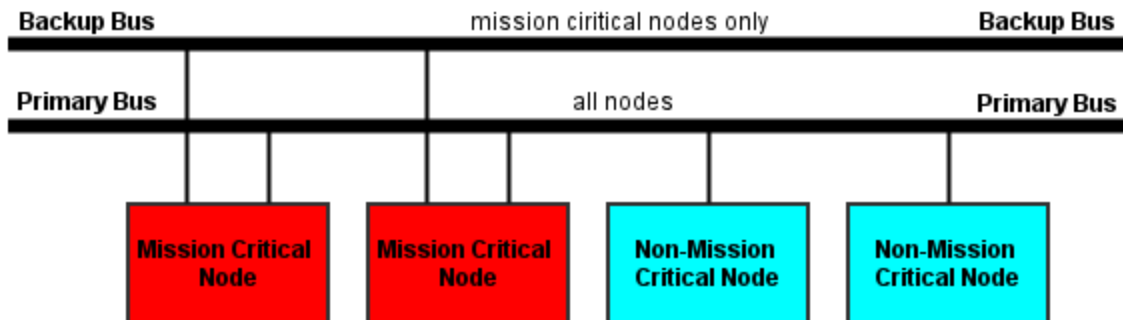 Backup Bus mission ciritical nodes only Backup Bus
Primary Bus all nodes Primary Bus
Mission Critical
Node
Mission Critical
Node
Non-Mission
Critical Node
Non-Mission
Critical Node